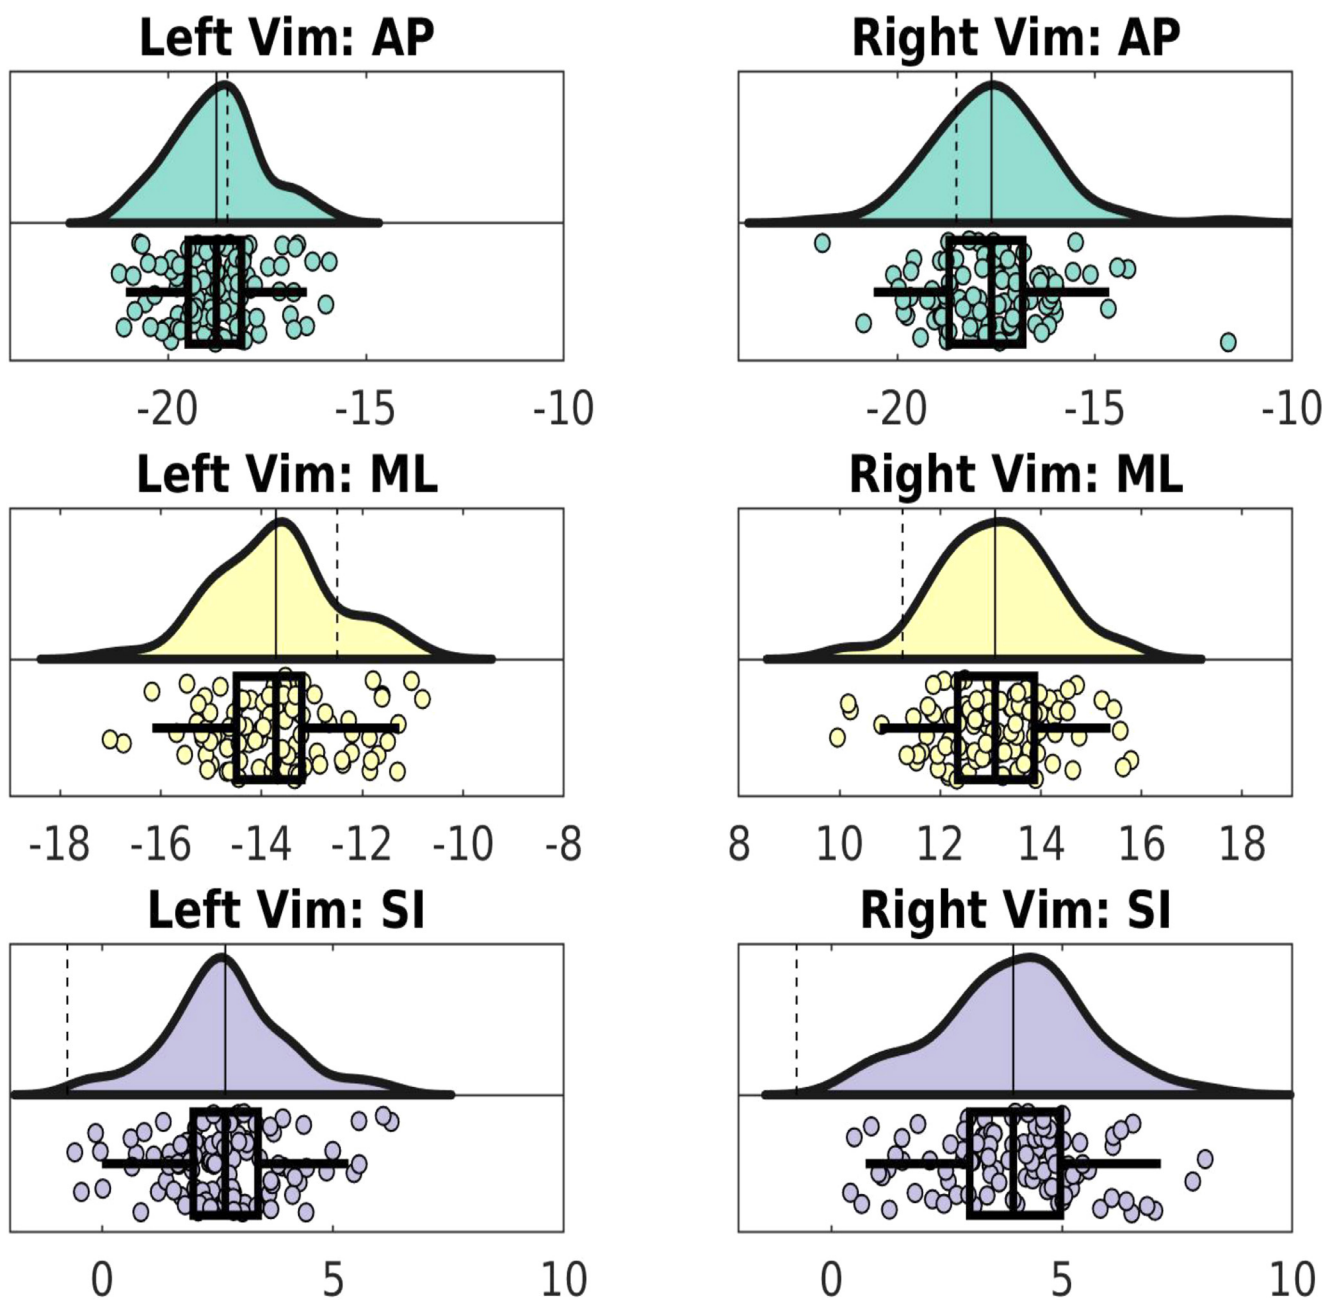 Left Vim: AP
Right Vim: AP
-20 -15 -10
-20 -15 -10
Left Vim: ML
Right Vim: ML
-18 -16 -14 -12 -10 -8
8 10 12 14 16 18
Left Vim: SI
Right Vim: SI
0 5 10
0 5 10